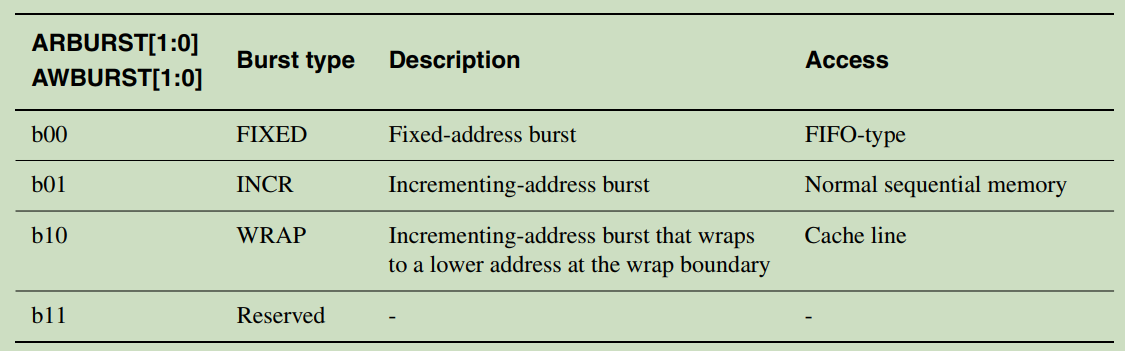 ARBURST[1:0]
AWBURST[1:0]
Burst type
Description
Access
b00 FIXED Fixed-address burst FIFO-type
b01 INCR Incrementing-address burst Normal sequential memory
b10 WRAP Incrementing-address burst that wraps Cache line
to a lower address at the wrap boundary
b11 Reserved - -